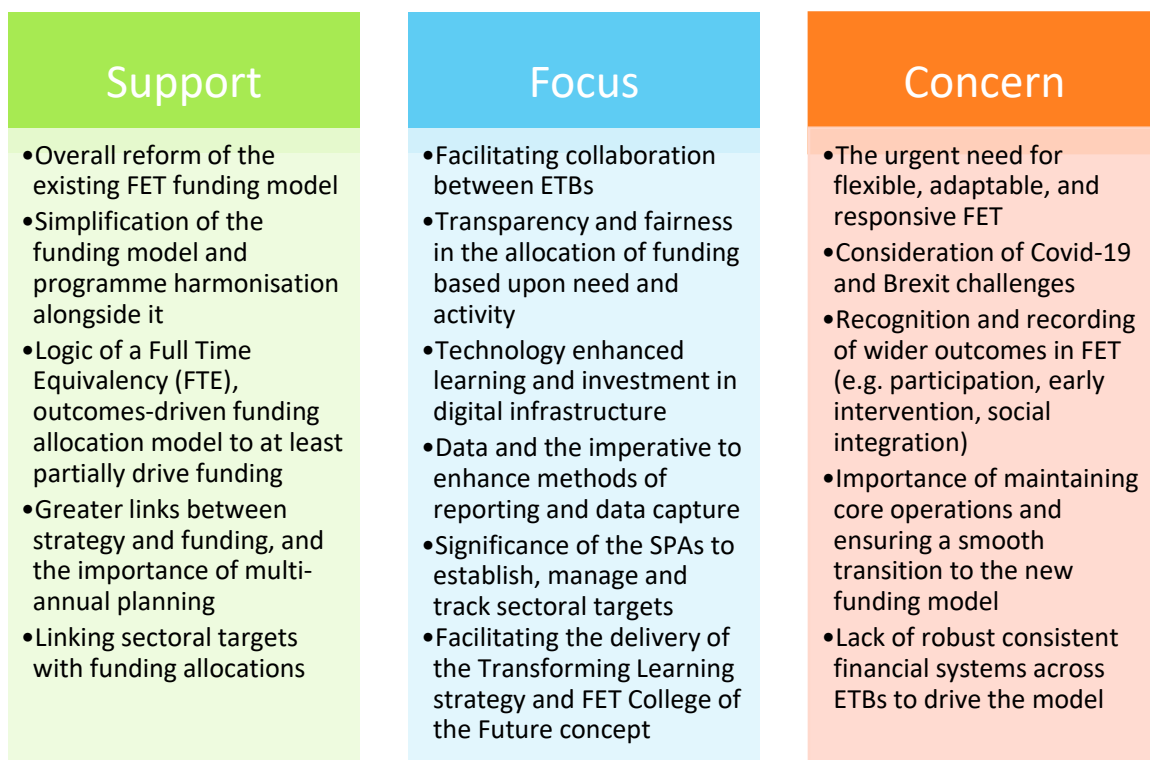 Support
•Overall reform of the
existing FET funding model
•Simplification of the
funding model and
programme harmonisation
alongside it
•Logic of a Full Time
Equivalency (FTE),
outcomes-driven funding
allocation model to at least
partially drive funding
•Greater links between
strategy and funding, and
the importance of multi-
annual planning
•Linking sectoral targets
with funding allocations
Focus
•Facilitating collaboration
between ETBs
•Transparency and fairness
in the allocation of funding
based upon need and
activity
•Technology enhanced
learning and investment in
digital infrastructure
•Data and the imperative to
enhance methods of
reporting and data capture
•Significance of the SPAs to
establish, manage and
track sectoral targets
•Facilitating the delivery of
the Transforming Learning
strategy and FET College of
the Future concept
Concern
•The urgent need for
flexible, adaptable, and
responsive FET
•Consideration of Covid-19
and Brexit challenges
•Recognition and recording
of wider outcomes in FET
(e.g. participation, early
intervention, social
integration)
•Importance of maintaining
core operations and
ensuring a smooth
transition to the new
funding model
•Lack of robust consistent
financial systems across
ETBs to drive the model